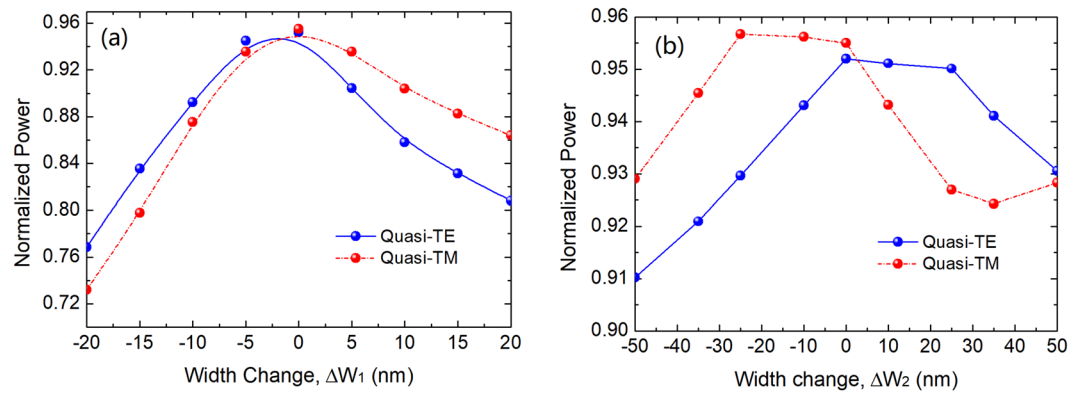 (a)
Normalized Power
0.96
0.92
0.88
0.84
0.80
0.76
0.72
Quasi-TE
Quasi-TM
-20 -15 -10 -5 0 5 10 15 20
Width Change, ΔW1 (nm)
(b)
Normalized Power
0.96
0.95
0.94
0.93
0.92
0.91
0.90
Quasi-TE
Quasi-TM
-50 -40 -30 -20 -10 0 10 20 30 40 50
Width change, ΔW2 (nm)